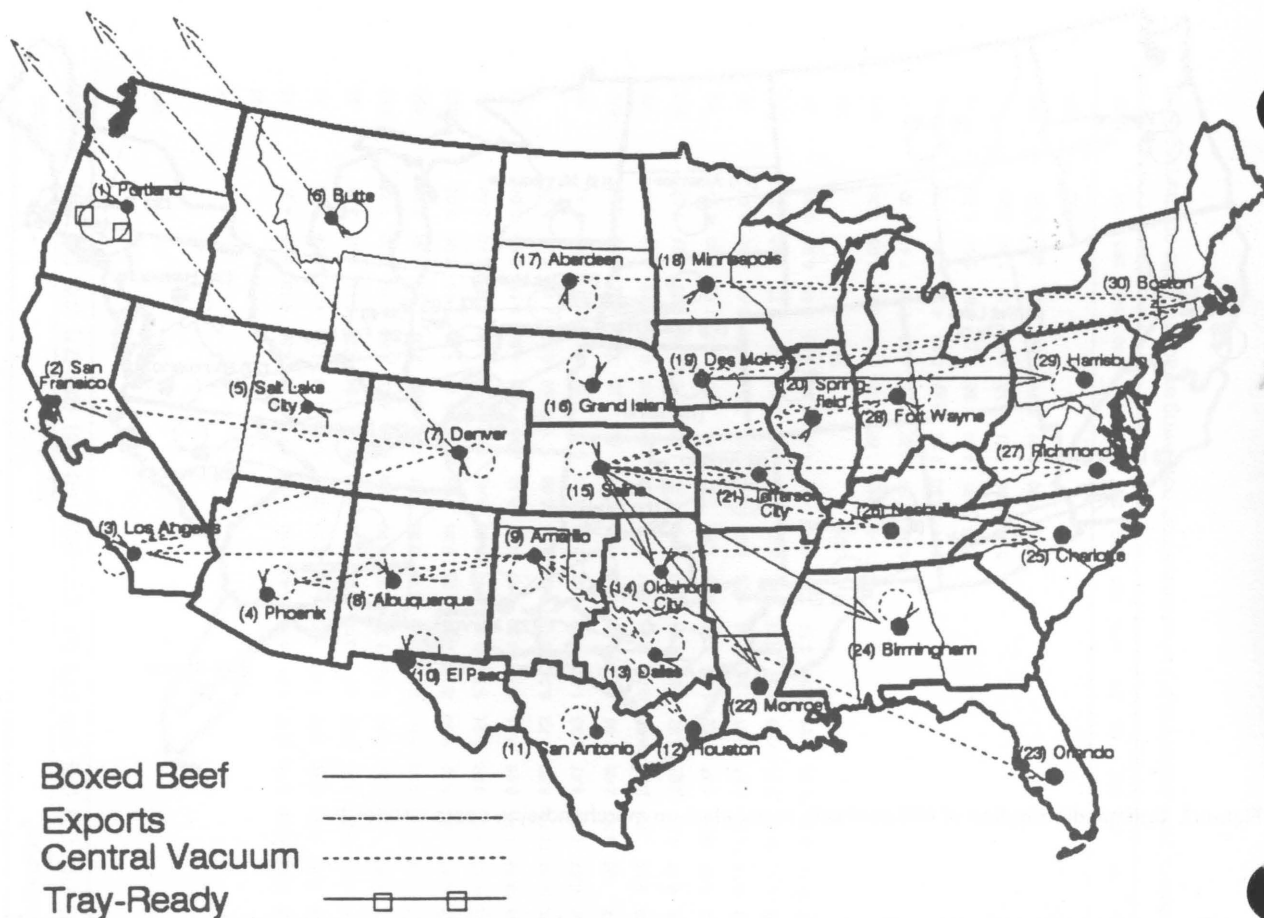 (1) Portland
(6) Butte
(17) Aberdeen
(18) Minneapolis
(30) Boston
(2) San
Fransico
(5) Salt Lake
City
(7) Denver
(16) Grand Island
(19) Des Moines
(20) Spring-
field
(28) Fort Wayne
(29) Harrisburg
(15) Salina
(21) Jefferson
City
(27) Richmond
(26) Nashville
(25) Charlotte
(3) Los Angeles
(4) Phoenix
(8) Albuquerque
(9) Amarillo
(14) Oklahoma
City
(10) El Paso
(13) Dallas
(24) Birmingham
(11) San Antonio
(12) Houston
(22) Monroe
(23) Orlando
Boxed Beef
Exports
Central Vacuum
Tray-Ready